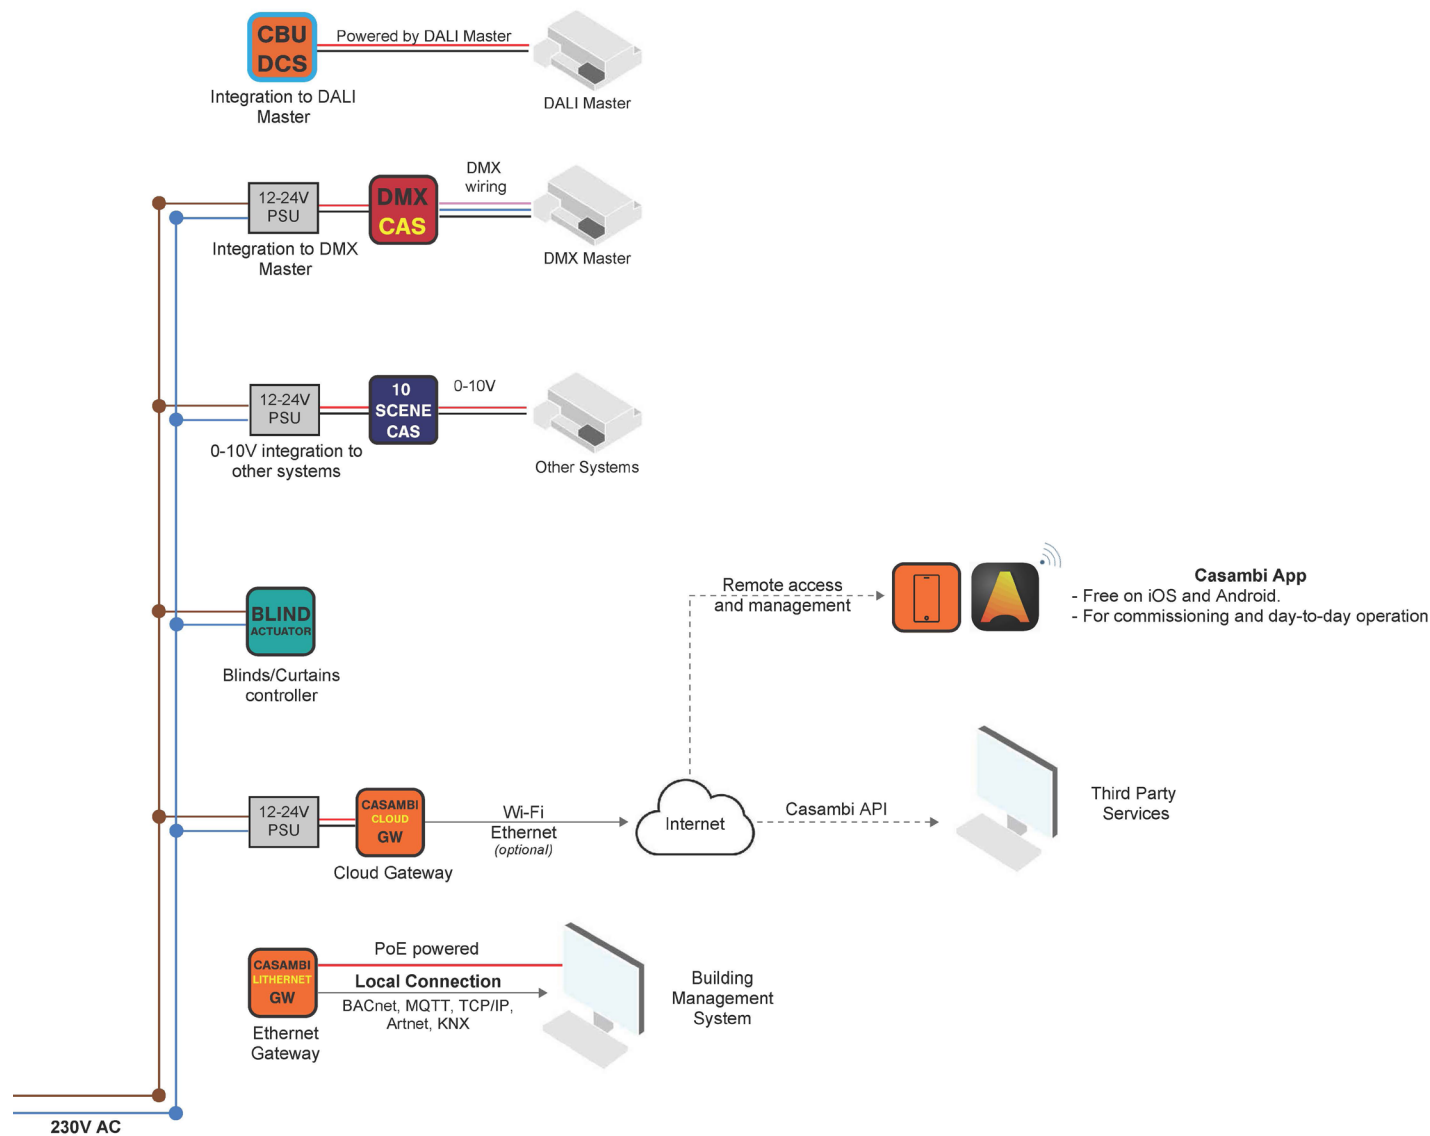 CBU
DCS
Powered by DALI Master
Integration to DALI
Master
DALI Master
12-24V
PSU
DMX
CAS
DMX
wiring
Integration to DMX
Master
DMX Master
12-24V
PSU
10
SCENE
CAS
0-10V
0-10V integration to
other systems
Other Systems
BLIND
ACTUATOR
Blinds/Curtains
controller
Remote access
and management
Casambi App
- Free on iOS and Android.
- For commissioning and day-to-day operation
12-24V
PSU
CASAMBI
CLOUD
GW
Cloud Gateway
Wi-Fi
Ethernet
(optional)
Internet
Casambi API
Third Party
Services
CASAMBI
LITHERNET
GW
Ethernet
Gateway
PoE powered
Local Connection
BACnet, MQTT, TCP/IP,
Artnet, KNX
Building
Management
System
230V AC